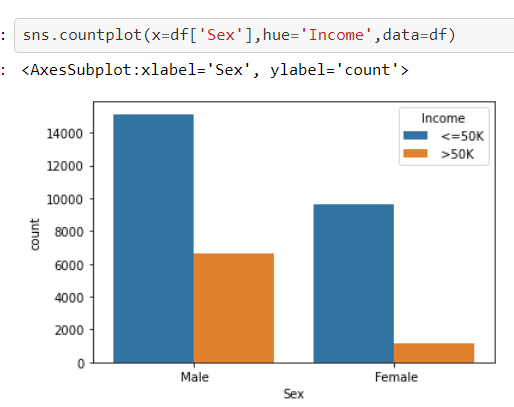 : sns.countplot(x=df['Sex'],hue='Income',data=df)
: <AxesSubplot:xlabel='Sex', ylabel='count'>
Income
<=50K
>50K
14000
12000
10000
8000
6000
4000
2000
0
count
Male Female
Sex